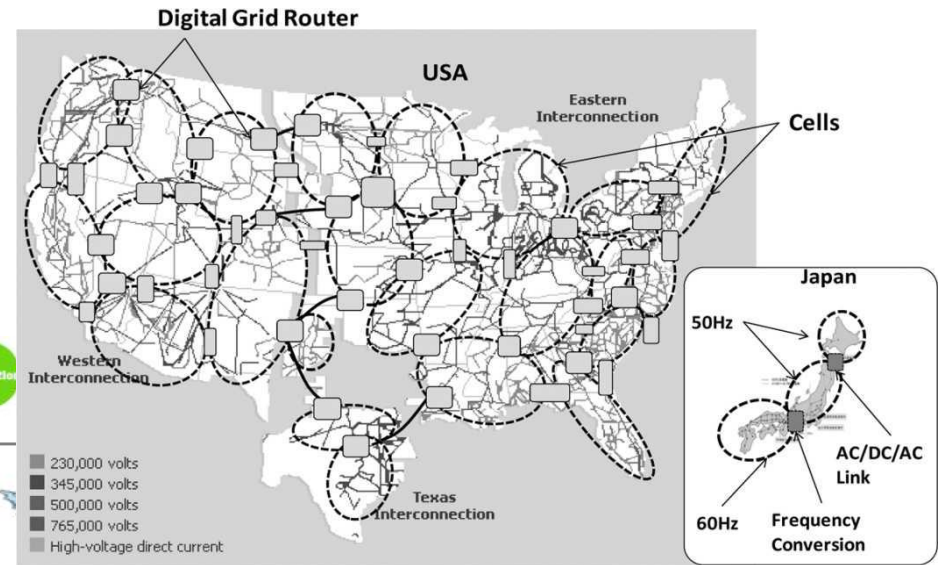 Digital Grid Router
USA
Eastern
Interconnection
Cells
Western
Interconnection
Texas
Interconnection
230,000 volts
345,000 volts
500,000 volts
765,000 volts
High-voltage direct current
Japan
50Hz
AC/DC/AC
Link
60Hz
Frequency
Conversion